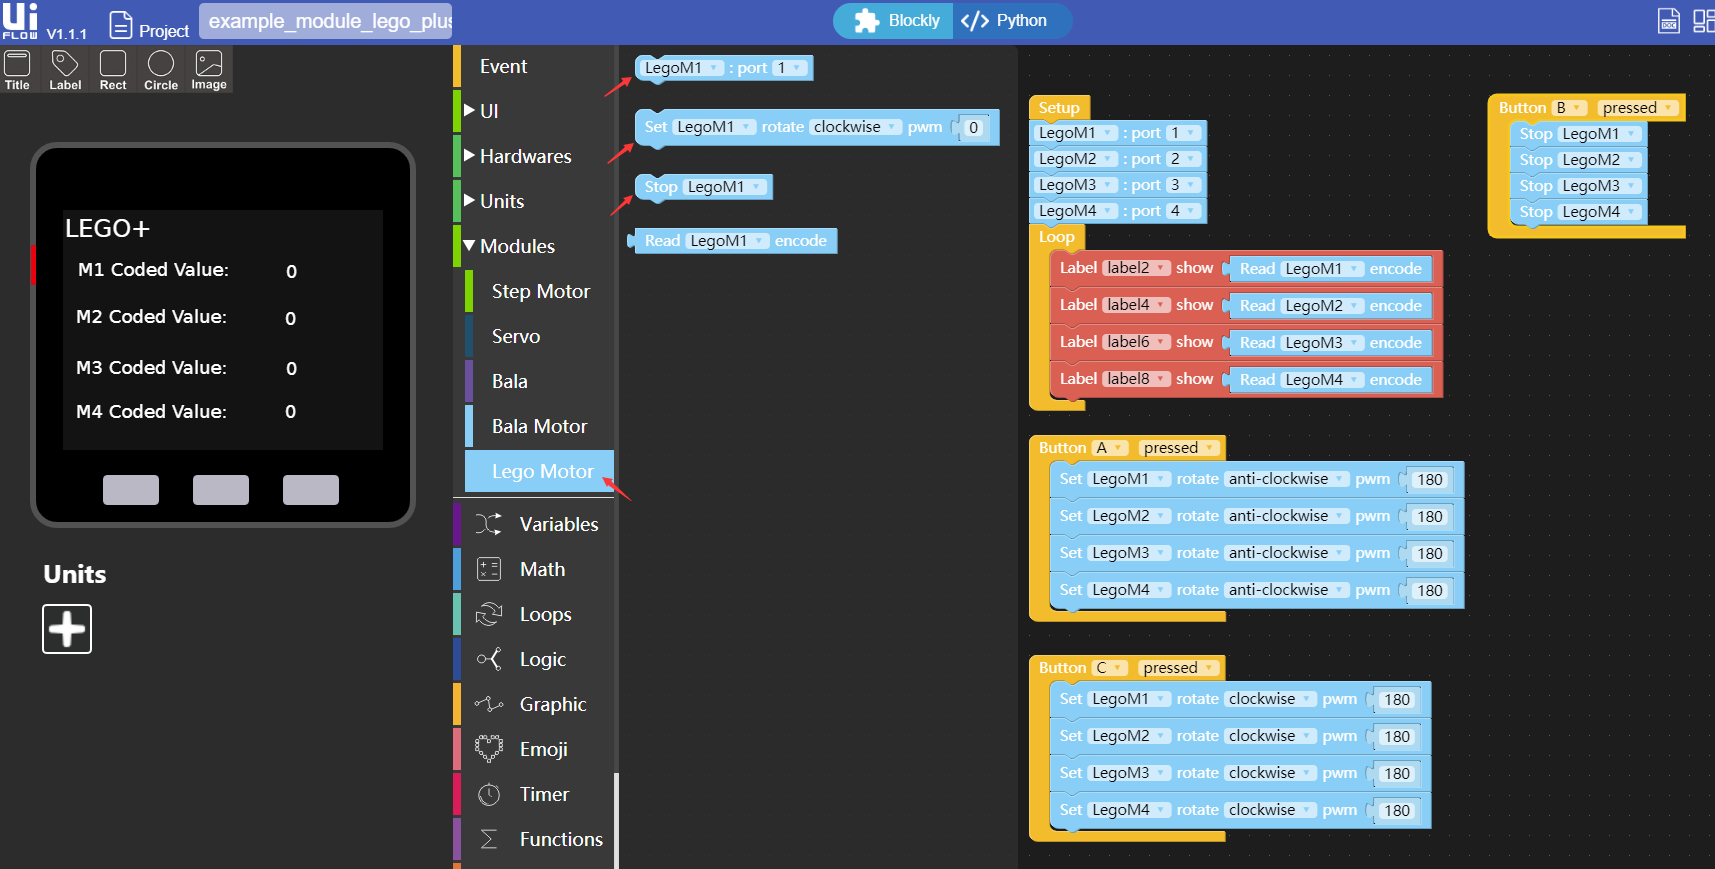 Ui
FLOW V1.1.1
Project
example_module_lego_plus
Blockly
Python
DOC
Title
Label
Rect
Circle
Image
LEGO+
M1 Coded Value: 0
M2 Coded Value: 0
M3 Coded Value: 0
M4 Coded Value: 0
Units
Event
UI
Hardwares
Units
Modules
Step Motor
Servo
Bala
Bala Motor
Lego Motor
Variables
Math
Loops
Logic
Graphic
Emoji
Timer
Functions
LegoM1 : port 1
Set LegoM1 rotate clockwise pwm 0
Stop LegoM1
Read LegoM1 encode
Setup
LegoM1 : port 1
LegoM2 : port 2
LegoM3 : port 3
LegoM4 : port 4
Loop
Label label2 show Read LegoM1 encode
Label label4 show Read LegoM2 encode
Label label6 show Read LegoM3 encode
Label label8 show Read LegoM4 encode
Button A pressed
Set LegoM1 rotate anti-clockwise pwm 180
Set LegoM2 rotate anti-clockwise pwm 180
Set LegoM3 rotate anti-clockwise pwm 180
Set LegoM4 rotate anti-clockwise pwm 180
Button C pressed
Set LegoM1 rotate clockwise pwm 180
Set LegoM2 rotate clockwise pwm 180
Set LegoM3 rotate clockwise pwm 180
Set LegoM4 rotate clockwise pwm 180
Button B pressed
Stop LegoM1
Stop LegoM2
Stop LegoM3
Stop LegoM4